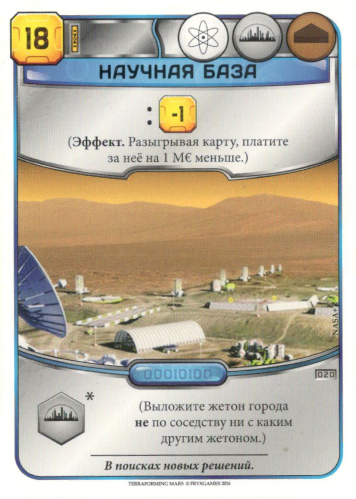 18
НАУЧНАЯ БАЗА
: -1
(Эффект. Разыгрывая карту, платите
за неё на 1 М€ меньше.)
NASA
00010100
020
*
(Выложите жетон города
не по соседству ни с каким
другим жетоном.)
В поисках новых решений.
TERRAFORMING MARS © FRYXGAMES 2016